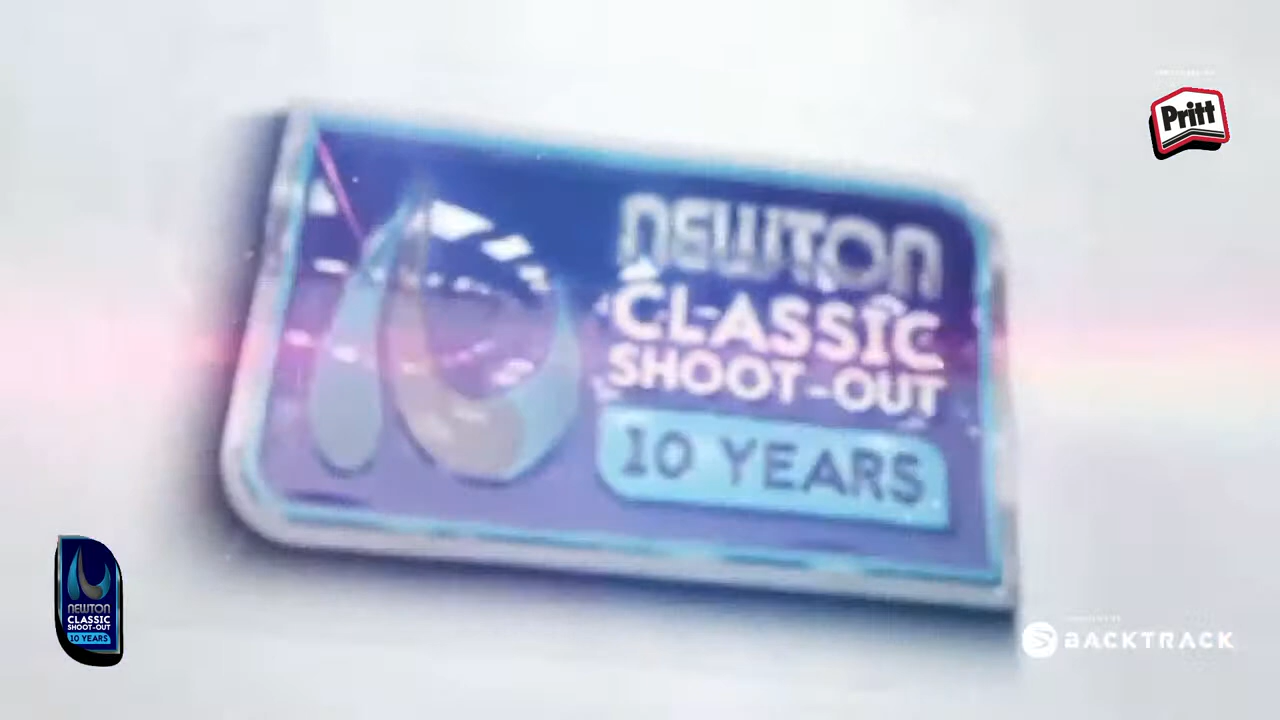 Pritt
NEWTON
CLASSIC
SHOOT-OUT
10 YEARS
NEWTON
CLASSIC
SHOOT-OUT
10 YEARS
BACKTRACK